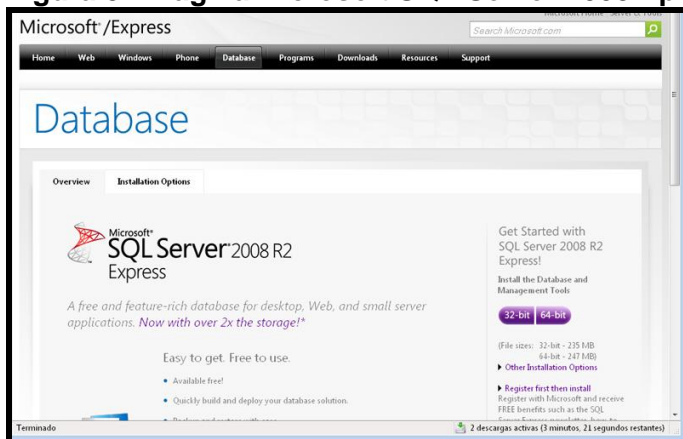 Microsoft /Express
Search Microsoft.com
Home Web Windows Phone Database Programs Downloads Resources Support
Database
Overview Installation Options
Microsoft
SQL Server 2008 R2
Express
A free and feature-rich database for desktop, Web, and small server
applications. Now with over 2x the storage!*
Easy to get. Free to use.
• Available free!
• Quickly build and deploy your database solution.
Get Started with
SQL Server 2008 R2
Express!
Install the Database and
Management Tools
32-bit 64-bit
(File sizes: 32-bit - 235 MB
64-bit - 247 MB)
Other Installation Options
Register first then install
Register with Microsoft and receive
FREE benefits such as the SQL
Terminado
2 descargas activas (3 minutos, 21 segundos restantes)